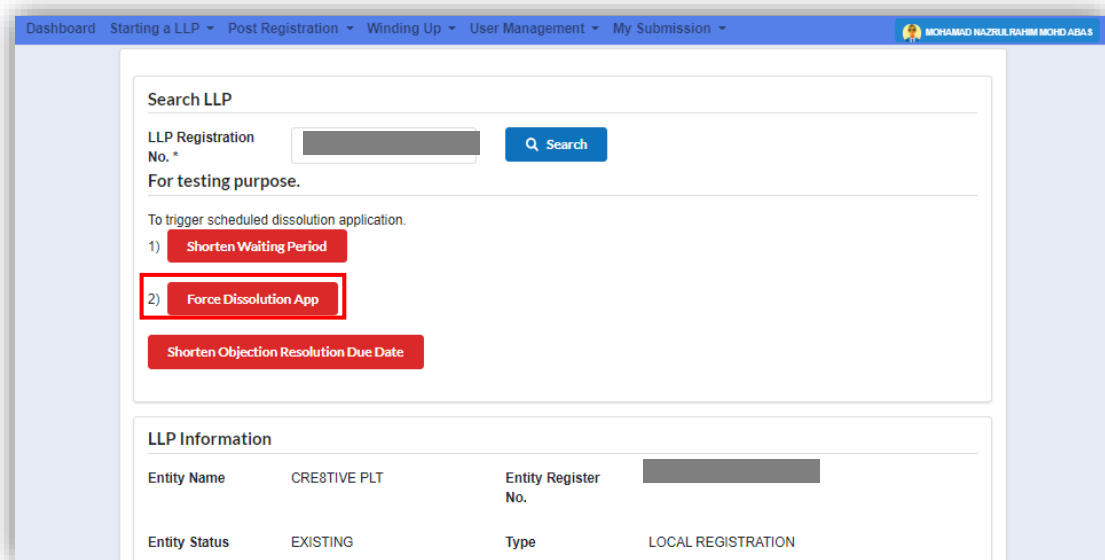 Dashboard Starting a LLP Post Registration Winding Up User Management My Submission MOHAMAD NAZRULRAHIM MOHD ABAS
Search LLP
LLP Registration
No. *
Search
For testing purpose.
To trigger scheduled dissolution application.
1) Shorten Waiting Period
2) Force Dissolution App
Shorten Objection Resolution Due Date
LLP Information
Entity Name CRE8TIVE PLT Entity Register
No.
Entity Status EXISTING Type LOCAL REGISTRATION